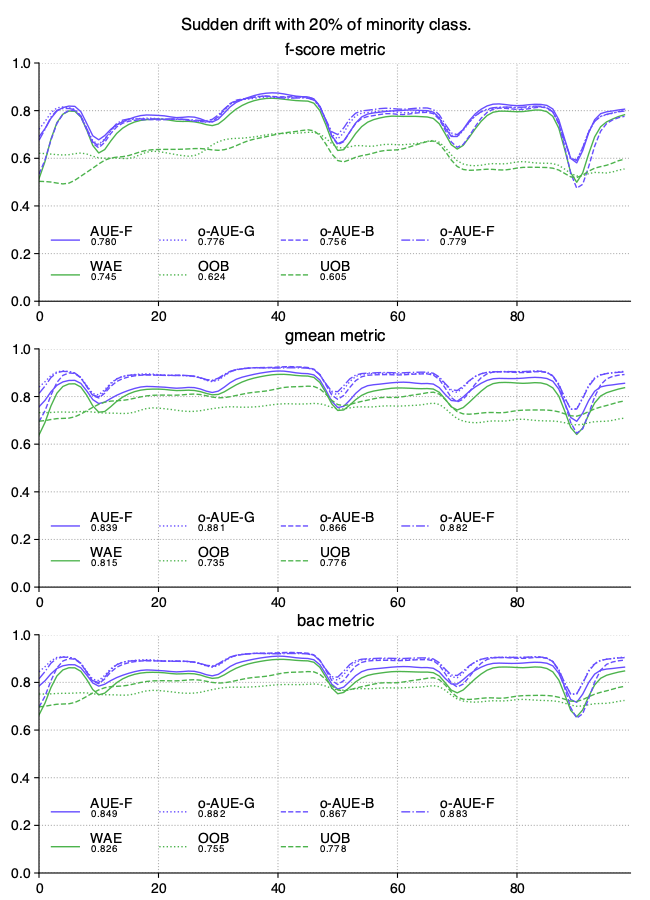 Sudden drift with 20% of minority class.
f-score metric
1.0
0.8
0.6
0.4
AUE-F o-AUE-G o-AUE-B o-AUE-F
0.780 0.776 0.756 0.779
0.2
WAE OOB UOB
0.745 0.624 0.605
0.0
0 20 40 60 80
gmean metric
1.0
0.8
0.6
0.4
AUE-F o-AUE-G o-AUE-B o-AUE-F
0.839 0.881 0.866 0.882
0.2
WAE OOB UOB
0.815 0.735 0.776
0.0
0 20 40 60 80
bac metric
1.0
0.8
0.6
0.4
AUE-F o-AUE-G o-AUE-B o-AUE-F
0.849 0.882 0.867 0.883
0.2
WAE OOB UOB
0.826 0.755 0.778
0.0
0 20 40 60 80